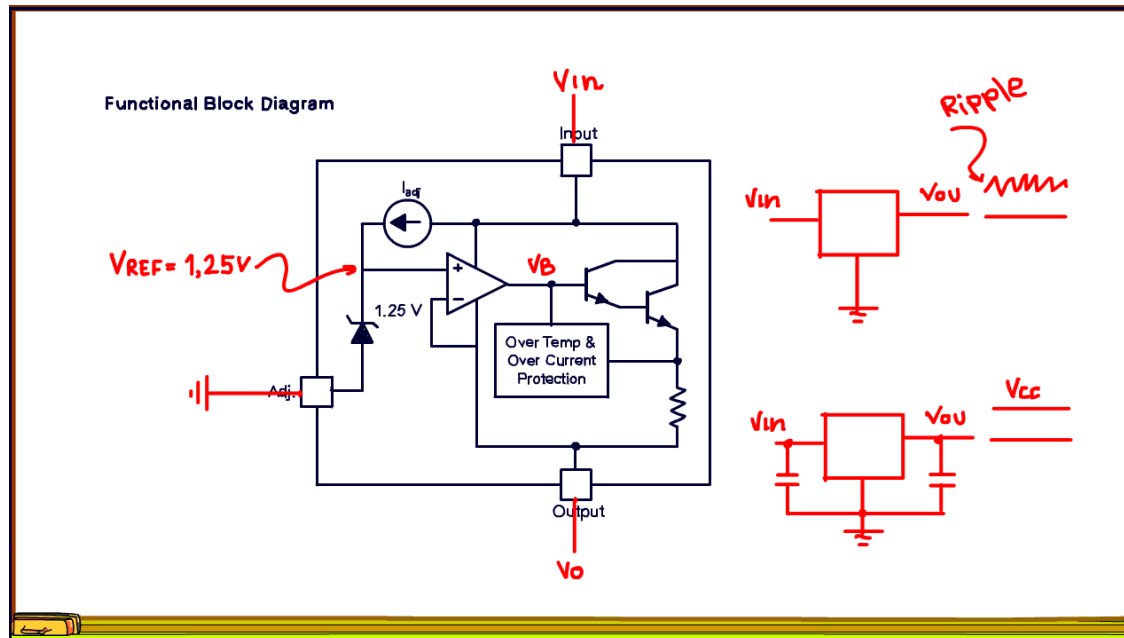 Functional Block Diagram
Vin
Input
Iadj
VREF = 1,25V
+
−
1.25 V
VB
Over Temp &
Over Current
Protection
Adj.
Output
Vo
Ripple
Vin
Vou
Vcc
Vin
Vou